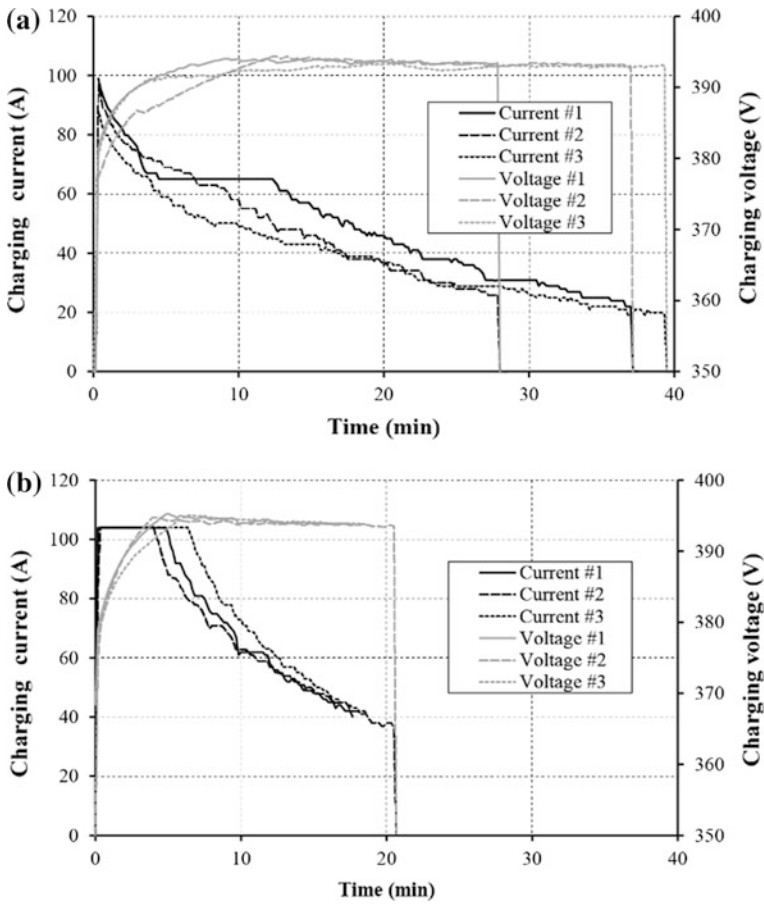 (a)
120
100
80
60
40
20
0
Charging current (A)
400
390
380
370
360
350
Charging voltage (V)
Current #1
Current #2
Current #3
Voltage #1
Voltage #2
Voltage #3
0 10 20 30 40
Time (min)
(b)
120
100
80
60
40
20
0
Charging current (A)
400
390
380
370
360
350
Charging voltage (V)
Current #1
Current #2
Current #3
Voltage #1
Voltage #2
Voltage #3
0 10 20 30 40
Time (min)